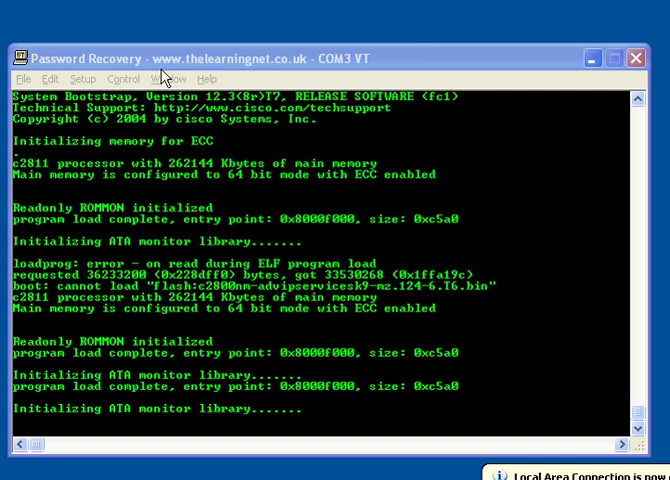 Password Recovery - www.thelearningnet.co.uk - COM3 VT
File Edit Setup Control Window Help
System Bootstrap, Version 12.3(8r)T7, RELEASE SOFTWARE (fc1)
Technical Support: http://www.cisco.com/techsupport
Copyright (c) 2004 by cisco Systems, Inc.
Initializing memory for ECC
.
c2811 processor with 262144 Kbytes of main memory
Main memory is configured to 64 bit mode with ECC enabled
Readonly ROMMON initialized
program load complete, entry point: 0x8000f000, size: 0xc5a0
Initializing ATA monitor library.......
loadprog: error - on read during ELF program load
requested 36233200 (0x228dff0) bytes, got 33530268 (0x1ffa19c)
boot: cannot load "flash:c2800nm-advipservicesk9-mz.124-6.T6.bin"
c2811 processor with 262144 Kbytes of main memory
Main memory is configured to 64 bit mode with ECC enabled
Readonly ROMMON initialized
program load complete, entry point: 0x8000f000, size: 0xc5a0
Initializing ATA monitor library.......
program load complete, entry point: 0x8000f000, size: 0xc5a0
Initializing ATA monitor library.......
Local Area Connection is now